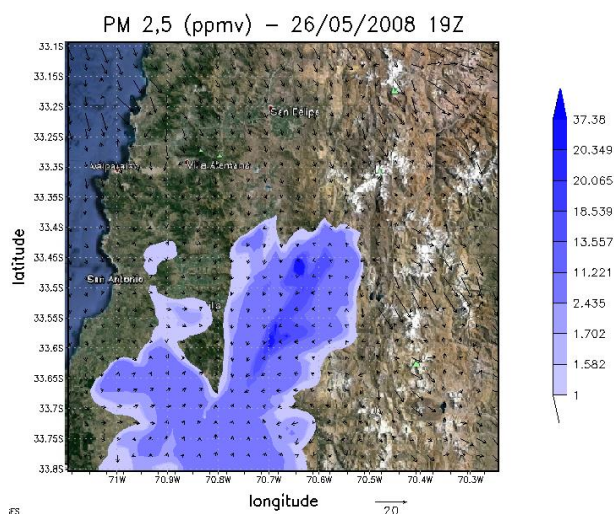 PM 2,5 (ppmv) − 26/05/2008 19Z
33.1S
33.15S
33.2S
33.25S
33.3S
33.35S
33.4S
33.45S
33.5S
33.55S
33.6S
33.65S
33.7S
33.75S
33.8S
latitude
San Felipe
Valparaiso
Villa Alemana
San Antonio
71W
70.9W
70.8W
70.7W
70.6W
70.5W
70.4W
70.3W
longitude
20
37.38
20.349
20.065
18.539
13.557
11.221
2.435
1.702
1.582
1